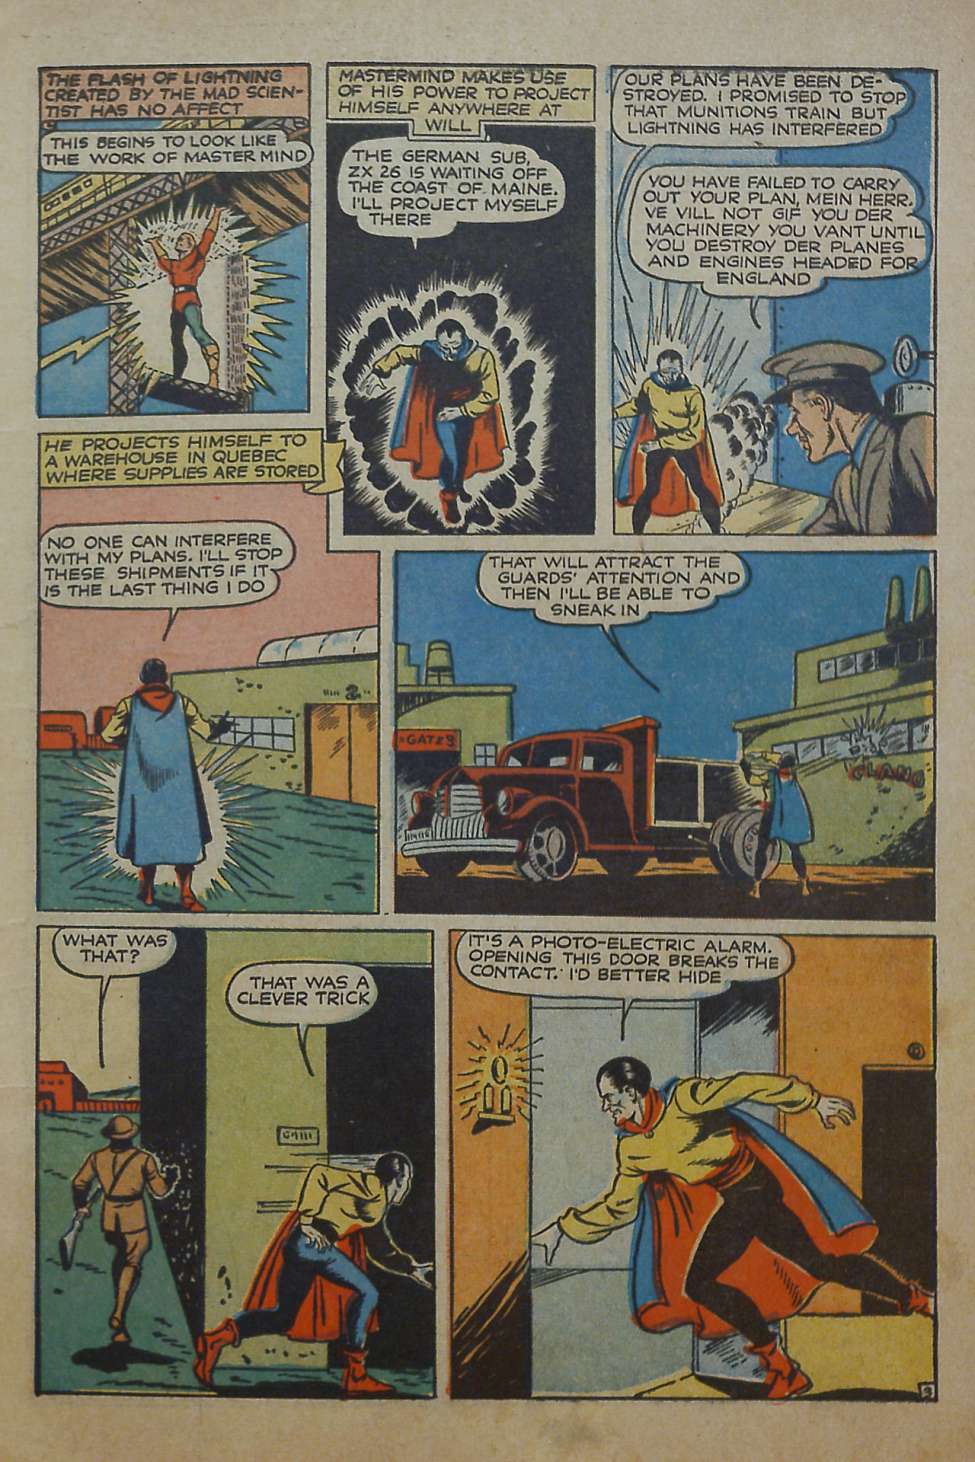 THE FLASH OF LIGHTNING
CREATED BY THE MAD SCIEN-
TIST HAS NO AFFECT
THIS BEGINS TO LOOK LIKE
THE WORK OF MASTER MIND
MASTERMIND MAKES USE
OF HIS POWER TO PROJECT
HIMSELF ANYWHERE AT
WILL
THE GERMAN SUB,
ZX 26 IS WAITING OFF
THE COAST OF MAINE.
I'LL PROJECT MYSELF
THERE
OUR PLANS HAVE BEEN DE-
STROYED. I PROMISED TO STOP
THAT MUNITIONS TRAIN BUT
LIGHTNING HAS INTERFERED
YOU HAVE FAILED TO CARRY
OUT YOUR PLAN, MEIN HERR.
VE VILL NOT GIF YOU DER
MACHINERY YOU VANT UNTIL
YOU DESTROY DER PLANES
AND ENGINES HEADED FOR
ENGLAND
HE PROJECTS HIMSELF TO
A WAREHOUSE IN QUEBEC
WHERE SUPPLIES ARE STORED
NO ONE CAN INTERFERE
WITH MY PLANS. I'LL STOP
THESE SHIPMENTS IF IT
IS THE LAST THING I DO
2
THAT WILL ATTRACT THE
GUARDS' ATTENTION AND
THEN I'LL BE ABLE TO
SNEAK IN
GATE 3
CLANG
WHAT WAS
THAT?
THAT WAS A
CLEVER TRICK
IT'S A PHOTO-ELECTRIC ALARM.
OPENING THIS DOOR BREAKS THE
CONTACT. I'D BETTER HIDE
3